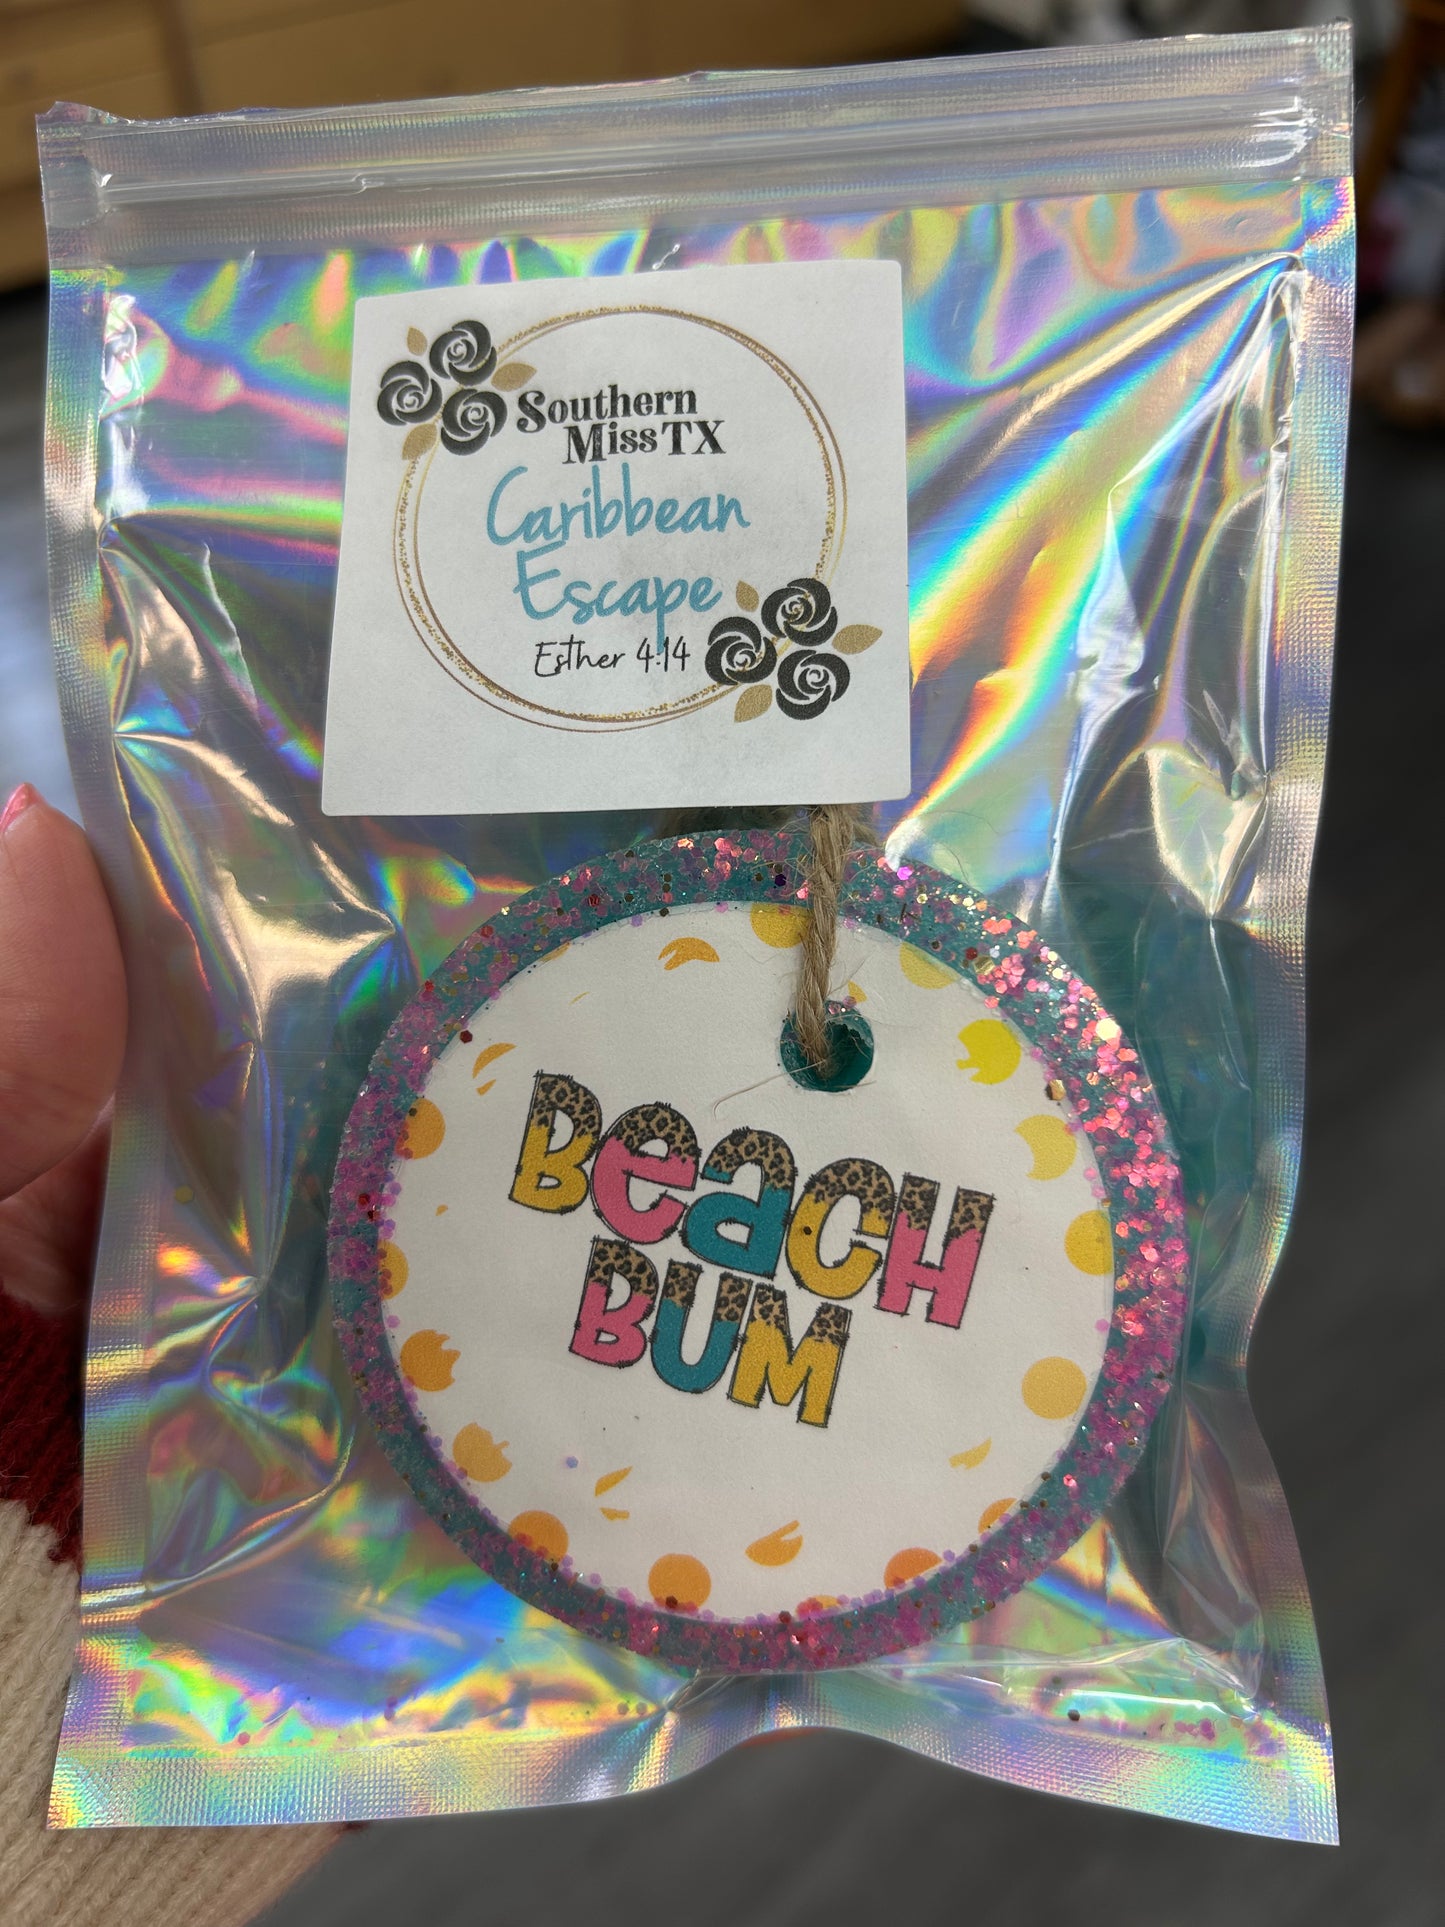 Southern
Miss TX
Caribbean
Escape
Esther 4:14
BeacH
BUM